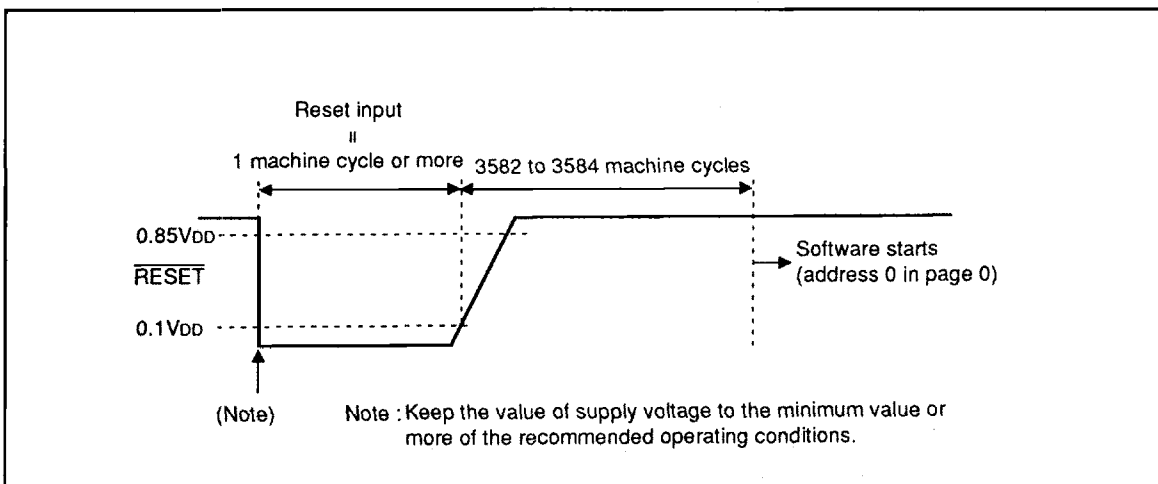 Reset input
=
1 machine cycle or more
3582 to 3584 machine cycles
0.85VDD
RESET
0.1VDD
Software starts
(address 0 in page 0)
(Note)
Note : Keep the value of supply voltage to the minimum value or
more of the recommended operating conditions.